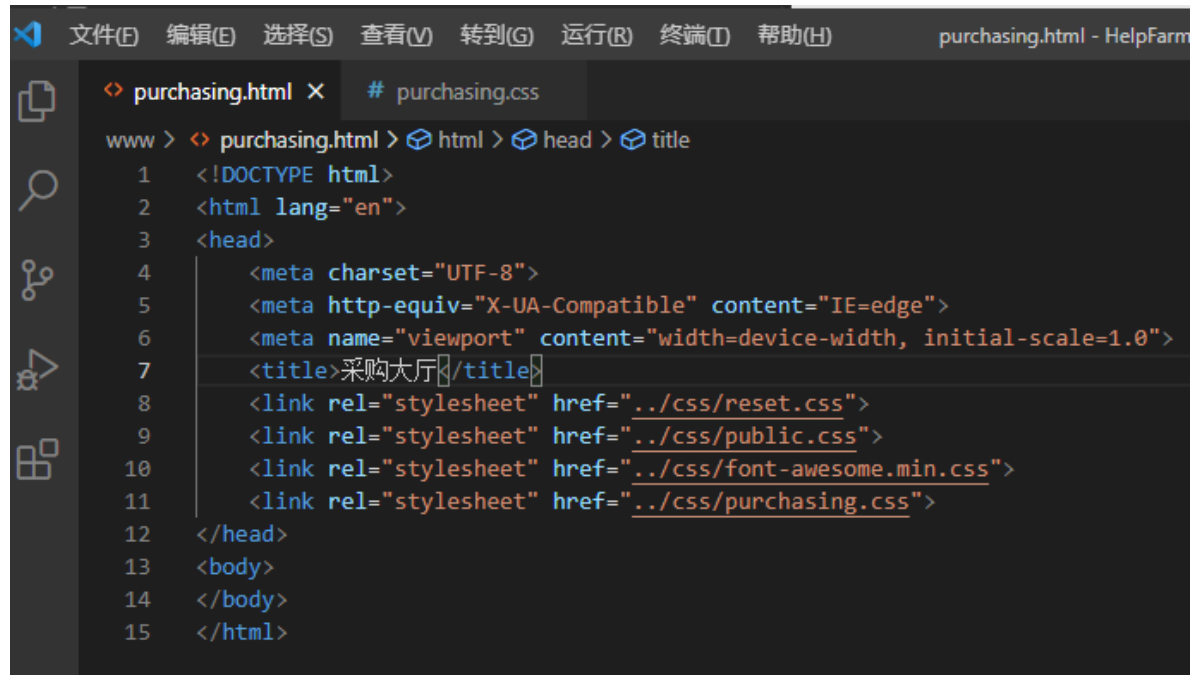 文件(F) 编辑(E) 选择(S) 查看(V) 转到(G) 运行(R) 终端(T) 帮助(H) purchasing.html - HelpFarm
purchasing.html × # purchasing.css
www > purchasing.html > html > head > title
1 <!DOCTYPE html>
2 <html lang="en">
3 <head>
4 <meta charset="UTF-8">
5 <meta http-equiv="X-UA-Compatible" content="IE=edge">
6 <meta name="viewport" content="width=device-width, initial-scale=1.0">
7 <title>采购大厅</title>
8 <link rel="stylesheet" href="../css/reset.css">
9 <link rel="stylesheet" href="../css/public.css">
10 <link rel="stylesheet" href="../css/font-awesome.min.css">
11 <link rel="stylesheet" href="../css/purchasing.css">
12 </head>
13 <body>
14 </body>
15 </html>